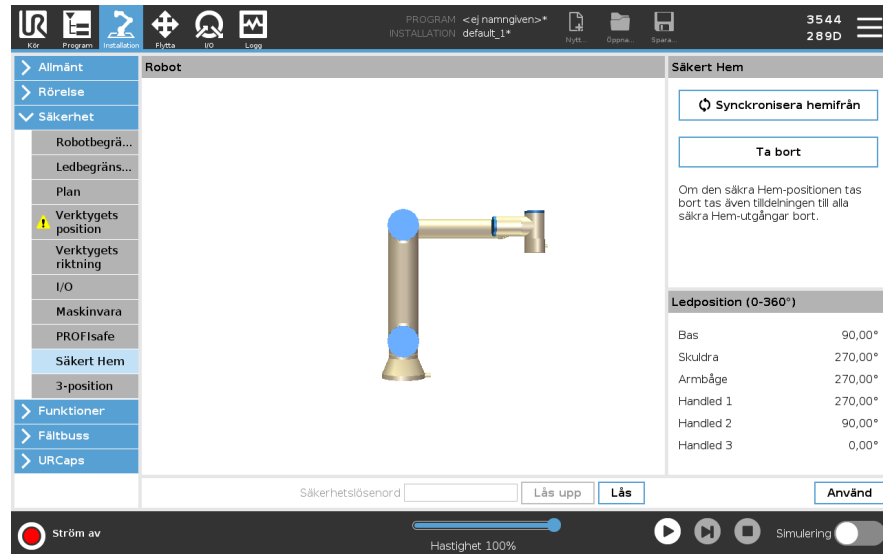 UR
PROGRAM <ej namngiven>*
INSTALLATION default_1*
3544
289D
Kör
Program
Installation
Flytta
I/O
Logg
Nytt...
Öppna...
Spara...
Allmänt
Rörelse
Säkerhet
Robotbegrä...
Ledbegräns...
Plan
Verktygets
position
Verktygets
riktning
I/O
Maskinvara
PROFIsafe
Säkert Hem
3-position
Funktioner
Fältbuss
URCaps
Robot
Säkert Hem
Synckronisera hemifrån
Ta bort
Om den säkra Hem-positionen tas
bort tas även tilldelningen till alla
säkra Hem-utgångar bort.
Ledposition (0-360°)
Bas 90,00°
Skuldra 270,00°
Armbåge 270,00°
Handled 1 270,00°
Handled 2 90,00°
Handled 3 0,00°
Säkerhetslösenord
Lås upp
Lås
Använd
Ström av
Hastighet 100%
Simulering